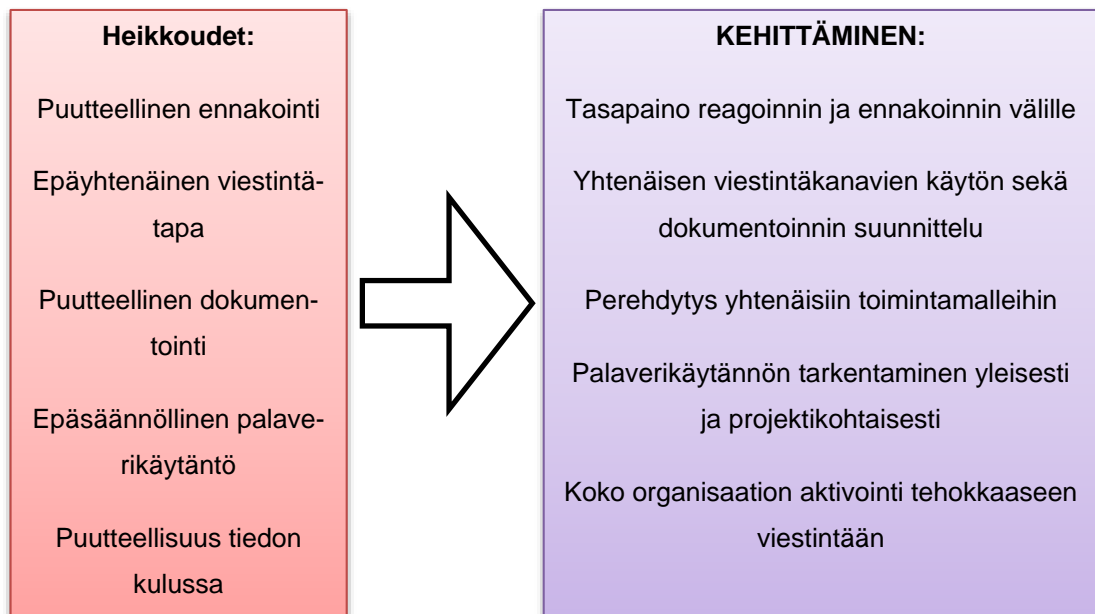 Heikkoudet:
Puutteellinen ennakointi
Epäyhtenäinen viestintä-
tapa
Puutteellinen dokumen-
tointi
Epäsäännöllinen palave-
rikäytäntö
Puutteellisuus tiedon
kulussa
KEHITTÄMINEN:
Tasapaino reagoinnin ja ennakoinnin välille
Yhtenäisen viestintäkanavien käytön sekä
dokumentoinnin suunnittelu
Perehdytys yhtenäisiin toimintamalleihin
Palaverikäytännön tarkentaminen yleisesti
ja projektikohtaisesti
Koko organisaation aktivointi tehokkaaseen
viestintään